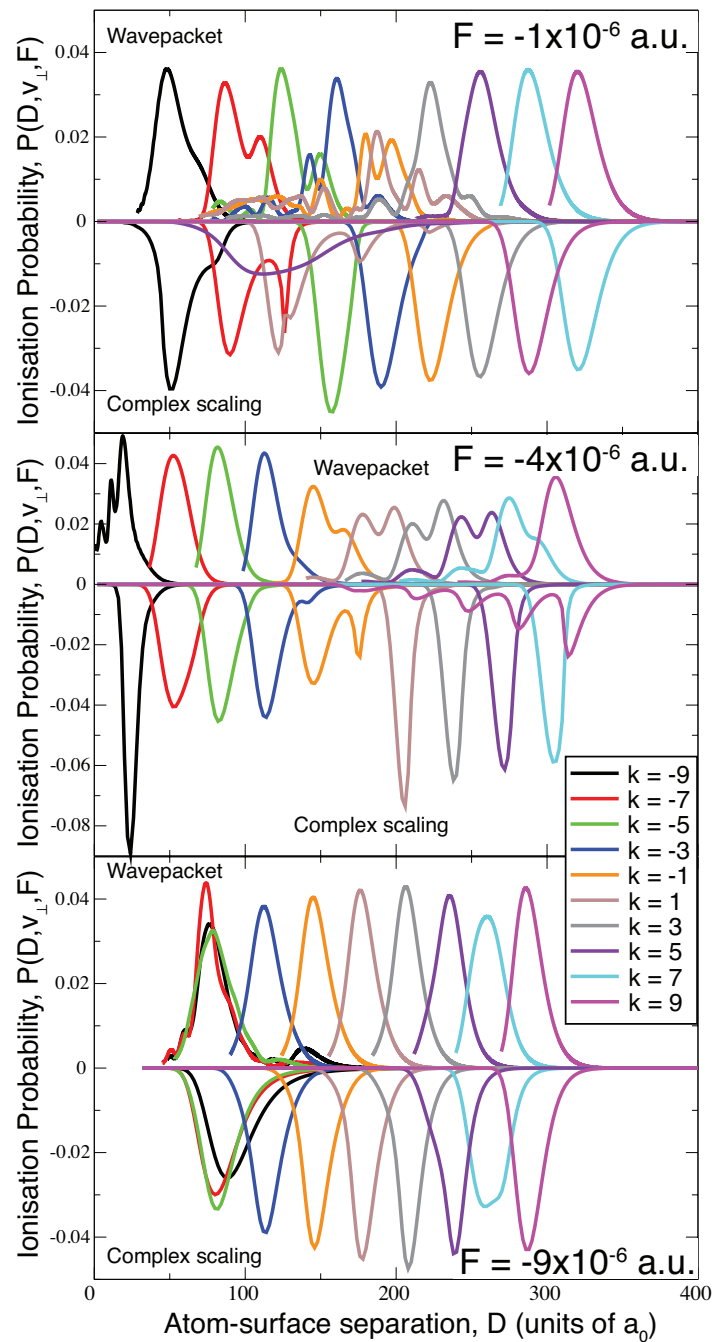 Wavepacket
F = -1x10⁻⁶ a.u.
0.04
0.02
0
-0.02
-0.04
Complex scaling
Ionisation Probability, P(D,v⊥,F)
Wavepacket
F = -4x10⁻⁶ a.u.
0.04
0.02
0
-0.02
-0.04
-0.06
-0.08
Complex scaling
Ionisation Probability, P(D,v⊥,F)
k = -9
k = -7
k = -5
k = -3
k = -1
k = 1
k = 3
k = 5
k = 7
k = 9
Wavepacket
0.04
0.02
0
-0.02
-0.04
Complex scaling
F = -9x10⁻⁶ a.u.
Ionisation Probability, P(D,v⊥,F)
0 50 100 150 200 300 400
Atom-surface separation, D (units of a₀)